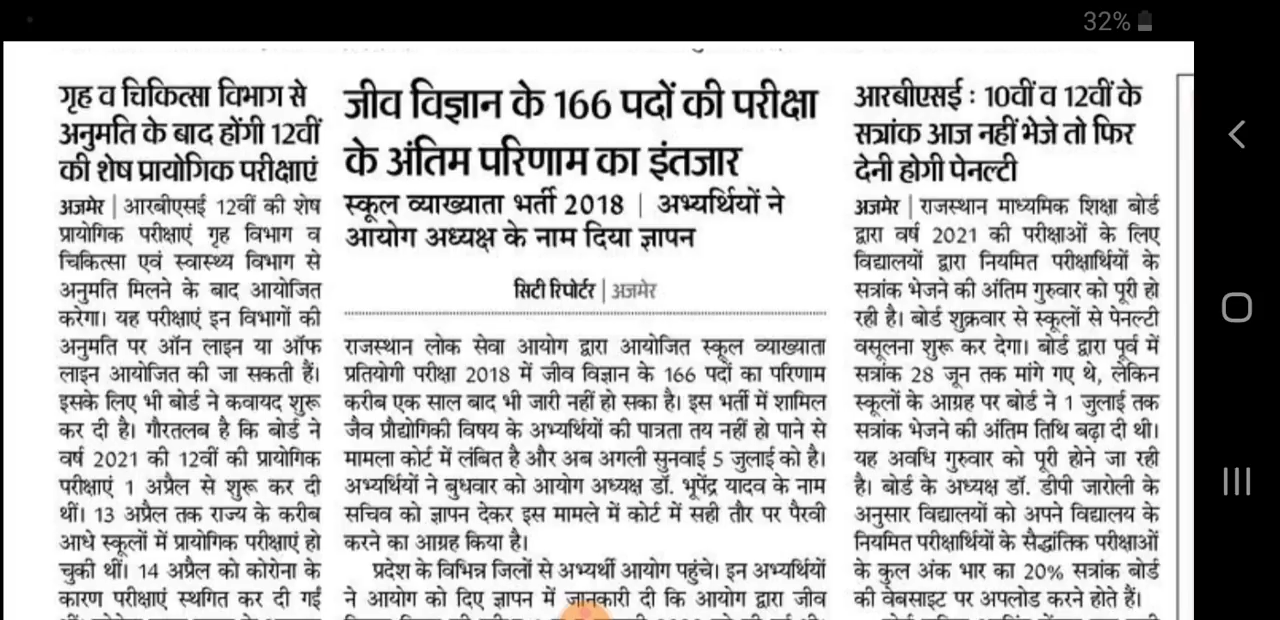 32%
गृह व चिकित्सा विभाग से
अनुमति के बाद होंगी 12वीं
की शेष प्रायोगिक परीक्षाएं
अजमेर | आरबीएसई 12वीं की शेष
प्रायोगिक परीक्षाएं गृह विभाग व
चिकित्सा एवं स्वास्थ्य विभाग से
अनुमति मिलने के बाद आयोजित
करेगा। यह परीक्षाएं इन विभागों की
अनुमति पर ऑन लाइन या ऑफ
लाइन आयोजित की जा सकती हैं।
इसके लिए भी बोर्ड ने कवायद शुरू
कर दी है। गौरतलब है कि बोर्ड ने
वर्ष 2021 की 12वीं की प्रायोगिक
परीक्षाएं 1 अप्रैल से शुरू कर दी
थीं। 13 अप्रैल तक राज्य के करीब
आधे स्कूलों में प्रायोगिक परीक्षाएं हो
चुकी थीं। 14 अप्रैल को कोरोना के
कारण परीक्षाएं स्थगित कर दी गईं
जीव विज्ञान के 166 पदों की परीक्षा
के अंतिम परिणाम का इंतजार
स्कूल व्याख्याता भर्ती 2018 | अभ्यर्थियों ने
आयोग अध्यक्ष के नाम दिया ज्ञापन
सिटी रिपोर्टर | अजमेर
राजस्थान लोक सेवा आयोग द्वारा आयोजित स्कूल व्याख्याता
प्रतियोगी परीक्षा 2018 में जीव विज्ञान के 166 पदों का परिणाम
करीब एक साल बाद भी जारी नहीं हो सका है। इस भर्ती में शामिल
जैव प्रौद्योगिकी विषय के अभ्यर्थियों की पात्रता तय नहीं हो पाने से
मामला कोर्ट में लंबित है और अब अगली सुनवाई 5 जुलाई को है।
अभ्यर्थियों ने बुधवार को आयोग अध्यक्ष डॉ. भूपेंद्र यादव के नाम
सचिव को ज्ञापन देकर इस मामले में कोर्ट में सही तौर पर पैरवी
करने का आग्रह किया है।
प्रदेश के विभिन्न जिलों से अभ्यर्थी आयोग पहुंचे। इन अभ्यर्थियों
ने आयोग को दिए ज्ञापन में जानकारी दी कि आयोग द्वारा जीव
आरबीएसई : 10वीं व 12वीं के
सत्रांक आज नहीं भेजे तो फिर
देनी होगी पेनल्टी
अजमेर | राजस्थान माध्यमिक शिक्षा बोर्ड
द्वारा वर्ष 2021 की परीक्षाओं के लिए
विद्यालयों द्वारा नियमित परीक्षार्थियों के
सत्रांक भेजने की अंतिम गुरुवार को पूरी हो
रही है। बोर्ड शुक्रवार से स्कूलों से पेनल्टी
वसूलना शुरू कर देगा। बोर्ड द्वारा पूर्व में
सत्रांक 28 जून तक मांगे गए थे, लेकिन
स्कूलों के आग्रह पर बोर्ड ने 1 जुलाई तक
सत्रांक भेजने की अंतिम तिथि बढ़ा दी थी।
यह अवधि गुरुवार को पूरी होने जा रही
है। बोर्ड के अध्यक्ष डॉ. डीपी जारोली के
अनुसार विद्यालयों को अपने विद्यालय के
नियमित परीक्षार्थियों के सैद्धांतिक परीक्षाओं
के कुल अंक भार का 20% सत्रांक बोर्ड
की वेबसाइट पर अपलोड करने होते हैं।